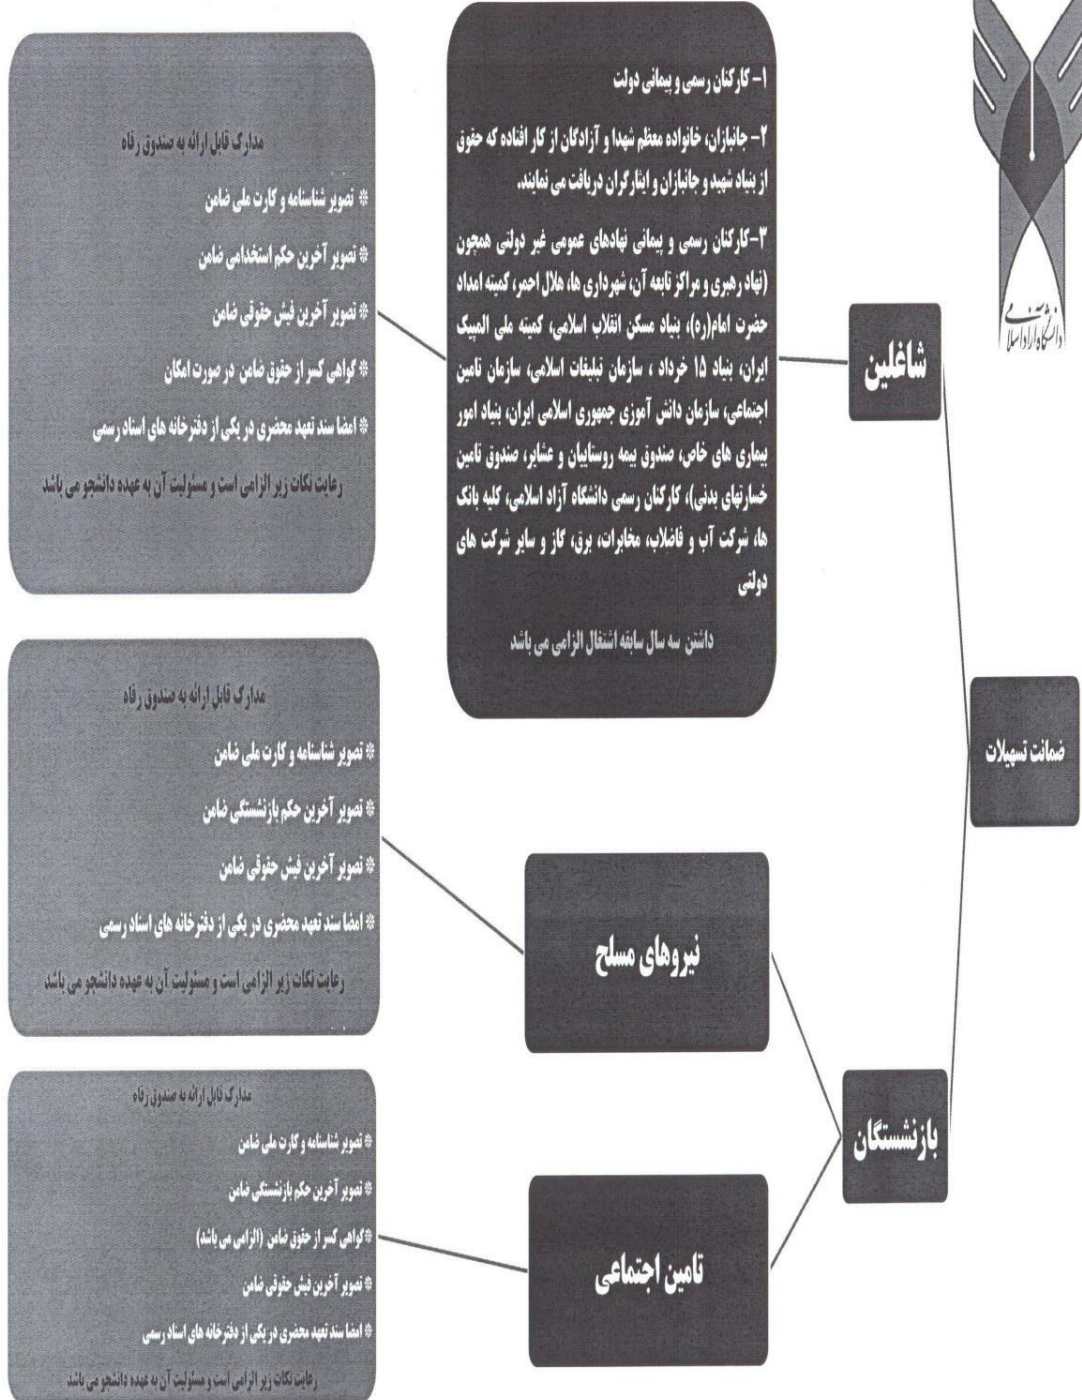 دانشگاه آزاد اسلامی
ضمانت تسهیلات
شاغلین
۱- کارکنان رسمی و پیمانی دولت
۲- جانبازان، خانواده معظم شهدا و آزادگان از کار افتاده که حقوق
از بنیاد شهید و جانبازان و ایثارگران دریافت می نمایند.
۳-کارکنان رسمی و پیمانی نهادهای عمومی غیر دولتی همچون
(نهاد رهبری و مراکز تابعه آن، شهرداری ها، هلال احمر، کمیته امداد
حضرت امام(ره)، بنیاد مسکن انقلاب اسلامی، کمیته ملی المپیک
ایران، بنیاد ۱۵ خرداد ، سازمان تبلیغات اسلامی، سازمان تامین
اجتماعی، سازمان دانش آموزی جمهوری اسلامی ایران، بنیاد امور
بیماری های خاص، صندوق بیمه روستاییان و عشایر، صندوق تامین
خسارتهای بدنی)، کارکنان رسمی دانشگاه آزاد اسلامی، کلیه بانک
ها، شرکت آب و فاضلاب، مخابرات، برق، گاز و سایر شرکت های
دولتی
داشتن سه سال سابقه اشتغال الزامی می باشد
مدارک قابل ارائه به صندوق رفاه
* تصویر شناسنامه و کارت ملی ضامن
* تصویر آخرین حکم استخدامی ضامن
* تصویر آخرین فیش حقوقی ضامن
* گواهی کسر از حقوق ضامن در صورت امکان
* امضا سند تعهد محضری در یکی از دفترخانه های اسناد رسمی
رعایت نکات زیر الزامی است و مسئولیت آن به عهده دانشجو می باشد
بازنشستگان
نیروهای مسلح
مدارک قابل ارائه به صندوق رفاه
* تصویر شناسنامه و کارت ملی ضامن
* تصویر آخرین حکم بازنشستگی ضامن
* تصویر آخرین فیش حقوقی ضامن
* امضا سند تعهد محضری در یکی از دفترخانه های اسناد رسمی
رعایت نکات زیر الزامی است و مسئولیت آن به عهده دانشجو می باشد
تامین اجتماعی
مدارک قابل ارائه به صندوق رفاه
* تصویر شناسنامه و کارت ملی ضامن
* تصویر آخرین حکم بازنشستگی ضامن
*گواهی کسر از حقوق ضامن (الزامی می باشد)
* تصویر آخرین فیش حقوقی ضامن
* امضا سند تعهد محضری در یکی از دفترخانه های اسناد رسمی
رعایت نکات زیر الزامی است و مسئولیت آن به عهده دانشجو می باشد